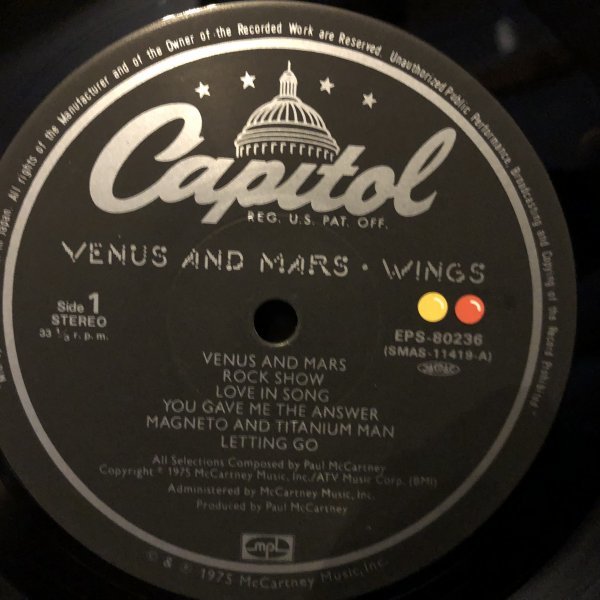 in Japan. All rights of the Manufacturer and of the Owner of the Recorded Work are Reserved. Unauthorized Public Performance, Broadcasting and Copying of the Record Prohibited
Capitol
REG. U.S. PAT. OFF.
VENUS AND MARS • WINGS
Side 1
STEREO
33 1/3 r.p.m.
EPS-80236
(SMAS-11419-A)
VENUS AND MARS
ROCK SHOW
LOVE IN SONG
YOU GAVE ME THE ANSWER
MAGNETO AND TITANIUM MAN
LETTING GO
All Selections Composed by Paul McCartney
Copyright © 1975 McCartney Music, Inc./ATV Music Corp. (BMI)
Administered by McCartney Music, Inc.
Produced by Paul McCartney
mpl
© & ℗ 1975 McCartney Music, Inc.